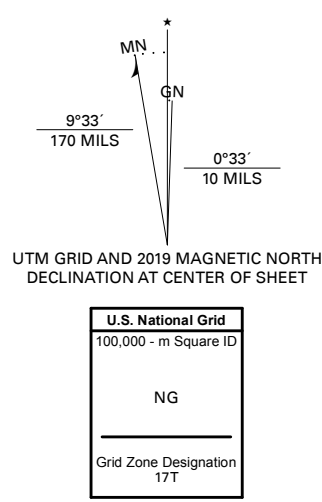 ★
MN
GN
9°33´
170 MILS
0°33´
10 MILS
UTM GRID AND 2019 MAGNETIC NORTH
DECLINATION AT CENTER OF SHEET
U.S. National Grid
100,000 - m Square ID
NG
Grid Zone Designation
17T